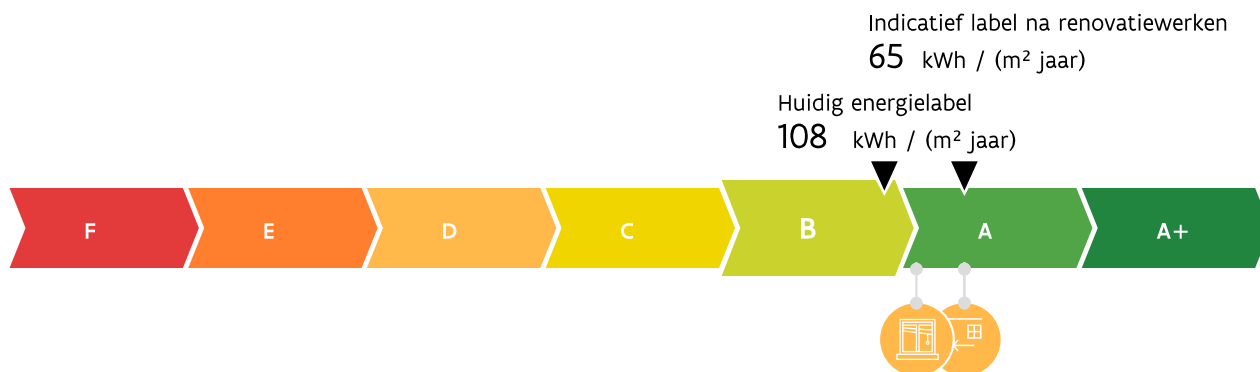 Indicatief label na renovatiewerken
65 kWh / (m² jaar)
Huidig energielabel
108 kWh / (m² jaar)
F E D C B A A+